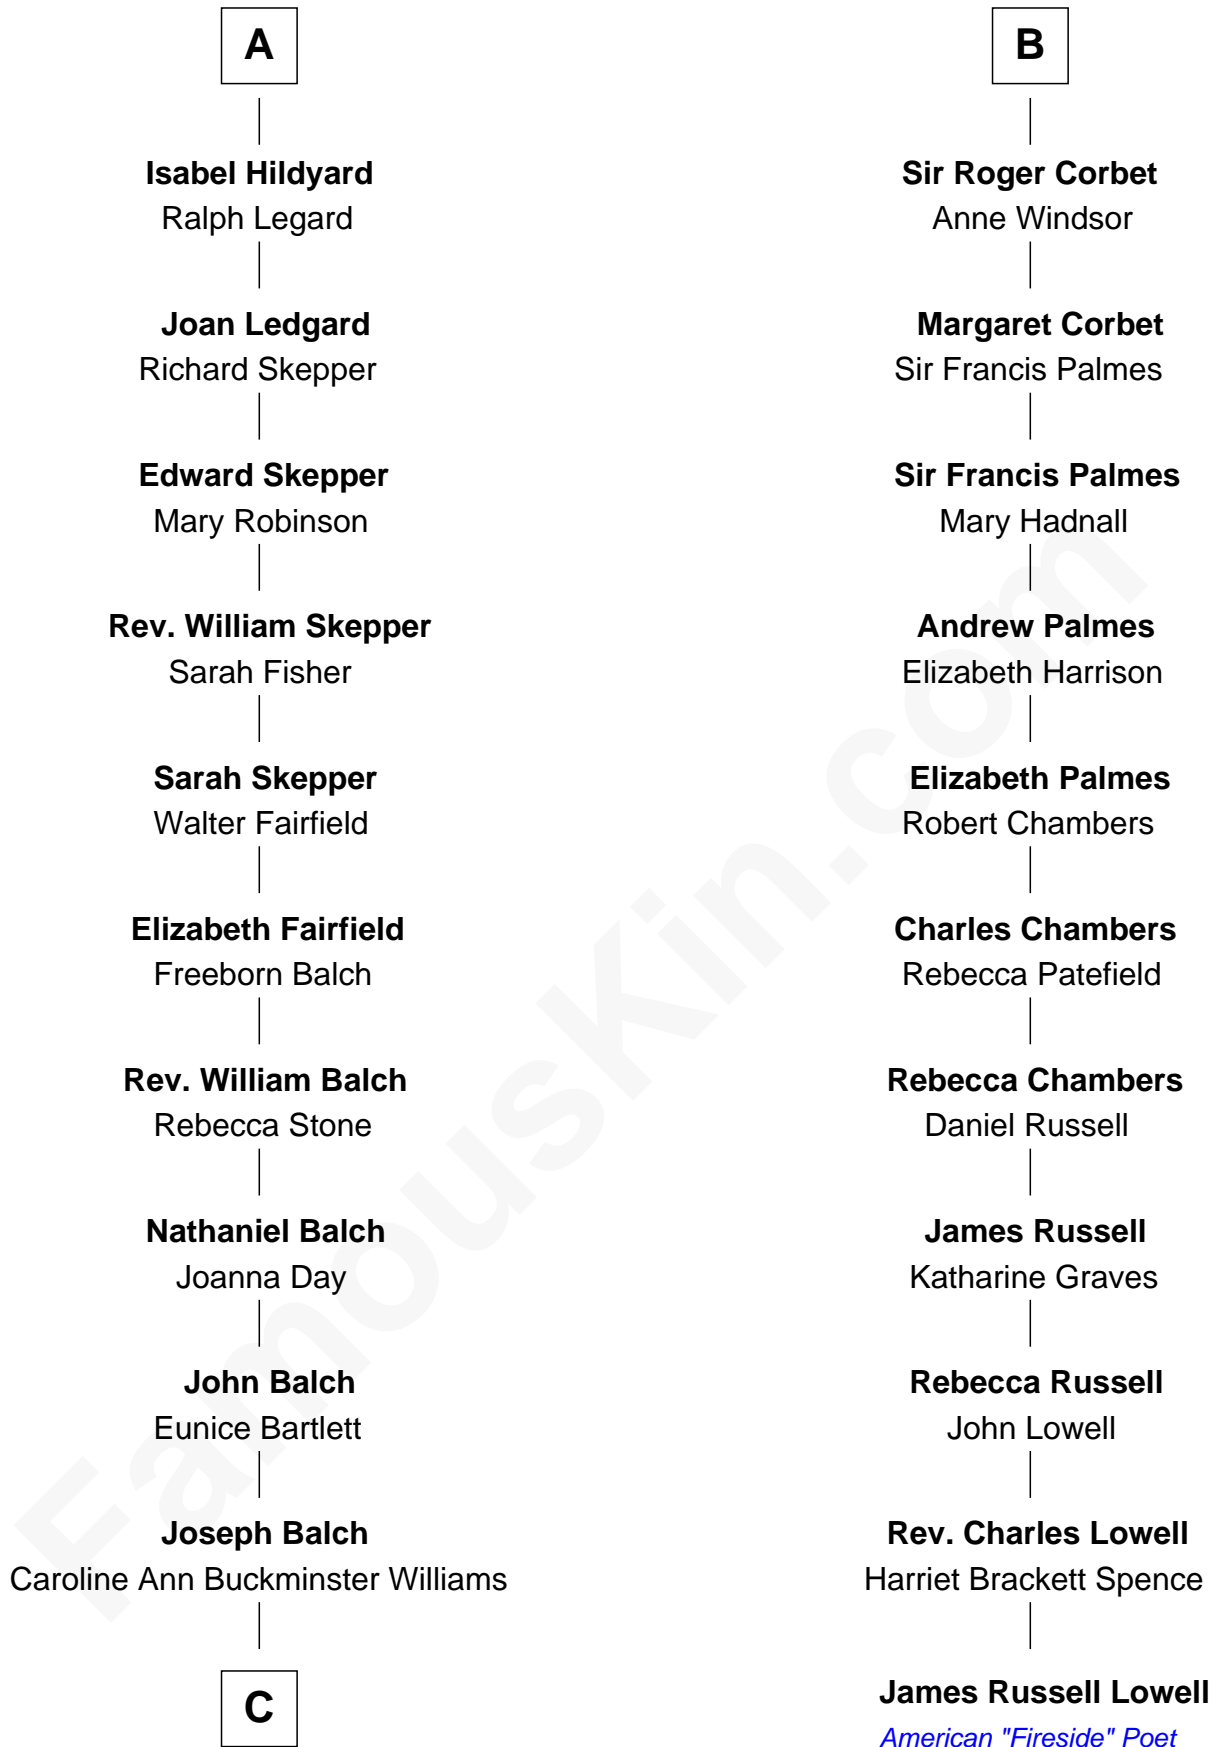 A
Isabel Hildyard
Ralph Legard
Joan Ledgard
Richard Skepper
Edward Skepper
Mary Robinson
Rev. William Skepper
Sarah Fisher
Sarah Skepper
Walter Fairfield
Elizabeth Fairfield
Freeborn Balch
Rev. William Balch
Rebecca Stone
Nathaniel Balch
Joanna Day
John Balch
Eunice Bartlett
Joseph Balch
Caroline Ann Buckminster Williams
C
B
Sir Roger Corbet
Anne Windsor
Margaret Corbet
Sir Francis Palmes
Sir Francis Palmes
Mary Hadnall
Andrew Palmes
Elizabeth Harrison
Elizabeth Palmes
Robert Chambers
Charles Chambers
Rebecca Patefield
Rebecca Chambers
Daniel Russell
James Russell
Katharine Graves
Rebecca Russell
John Lowell
Rev. Charles Lowell
Harriet Brackett Spence
James Russell Lowell
American "Fireside" Poet
FamousKin.com